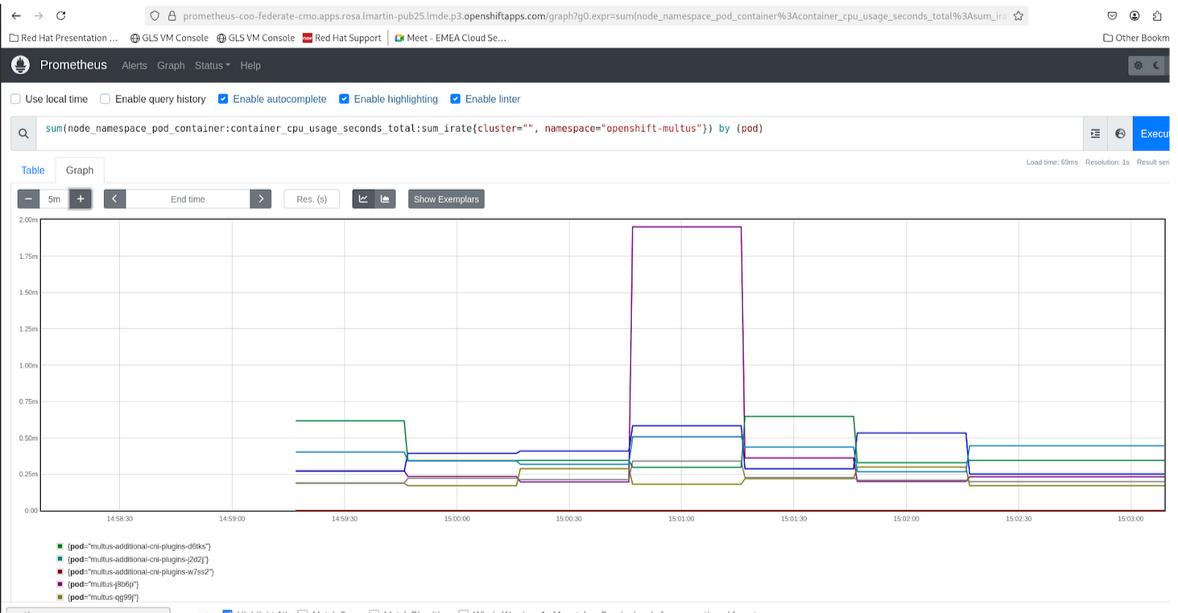 prometheus-coo-federate-cmo.apps.rosa.lmartin-pub25.lmde.p3.openshiftapps.com/graph?g0.expr=sum(node_namespace_pod_container%3Acontainer_cpu_usage_seconds_total%3Asum_ira
Red Hat Presentation ... GLS VM Console GLS VM Console Red Hat Support Meet - EMEA Cloud Se... Other Bookm
Prometheus Alerts Graph Status Help
Use local time Enable query history Enable autocomplete Enable highlighting Enable linter
sum(node_namespace_pod_container:container_cpu_usage_seconds_total:sum_irate{cluster="", namespace="openshift-multus"}) by (pod) Execut
Load time: 69ms Resolution: 1s Result seri
Table Graph
5m End time Res. (s) Show Exemplars
2.00m
1.75m
1.50m
1.25m
1.00m
0.75m
0.50m
0.25m
0.00
14:58:30 14:59:00 14:59:30 15:00:00 15:00:30 15:01:00 15:01:30 15:02:00 15:02:30 15:03:00
{pod="multus-additional-cni-plugins-d6tks"}
{pod="multus-additional-cni-plugins-j2d2j"}
{pod="multus-additional-cni-plugins-w7ss2"}
{pod="multus-j8b6p"}
{pod="multus-qg99j"}